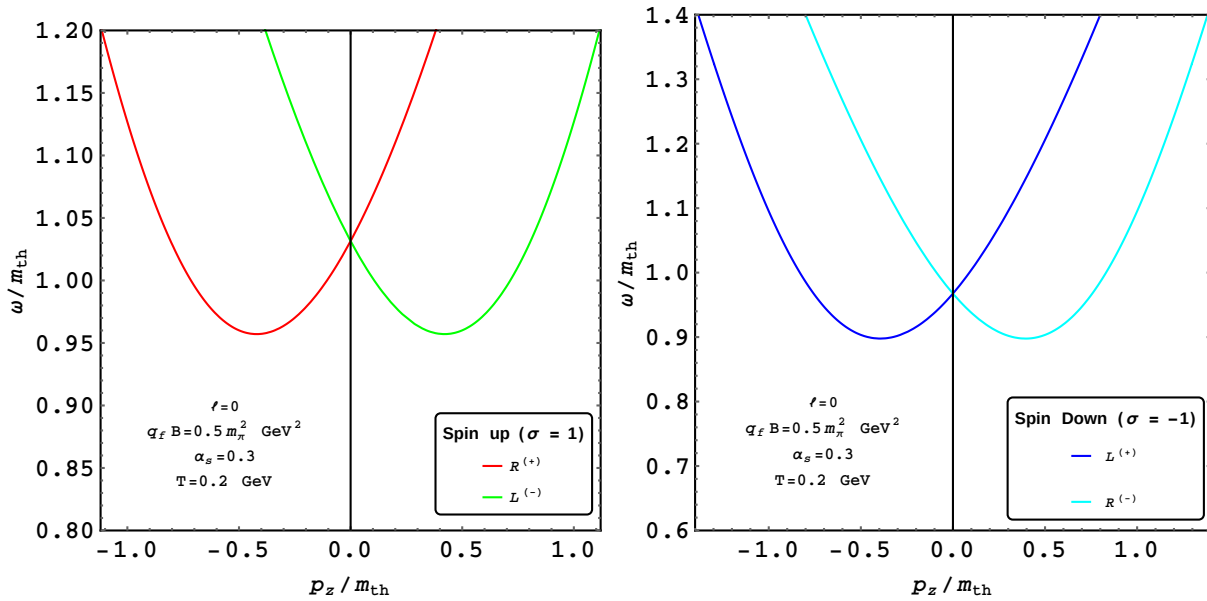 1.20
1.15
1.10
1.05
1.00
0.95
0.90
0.85
0.80
ω/m_th
-1.0 -0.5 0.0 0.5 1.0
p_z/m_th
ℓ=0
q_f B=0.5 m_π^2 GeV^2
α_s=0.3
T=0.2 GeV
Spin up (σ = 1)
R^(+)
L^(-)
1.4
1.3
1.2
1.1
1.0
0.9
0.8
0.7
0.6
ω/m_th
-1.0 -0.5 0.0 0.5 1.0
p_z/m_th
ℓ=0
q_f B=0.5 m_π^2 GeV^2
α_s=0.3
T=0.2 GeV
Spin Down (σ = -1)
L^(+)
R^(-)